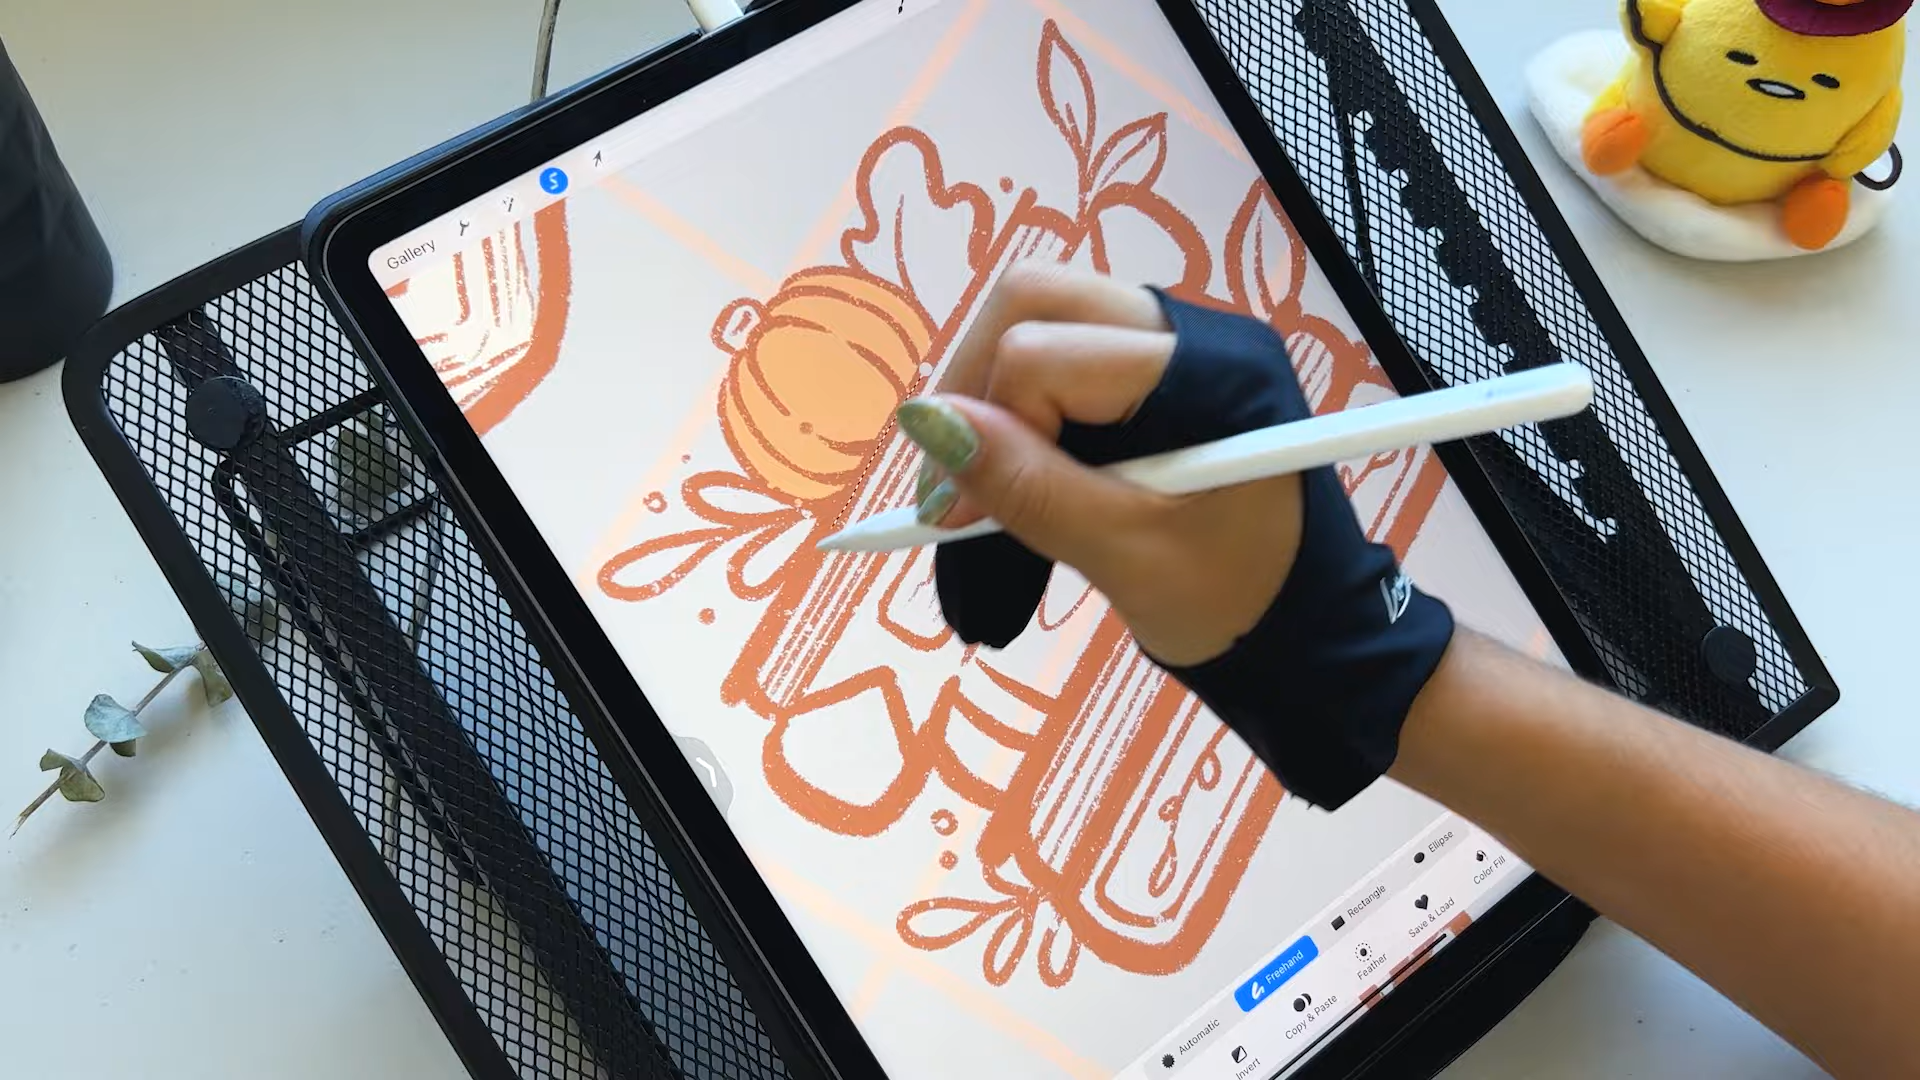 Gallery
Automatic
Freehand
Rectangle
Ellipse
Invert
Copy & Paste
Feather
Save & Load
Color Fill